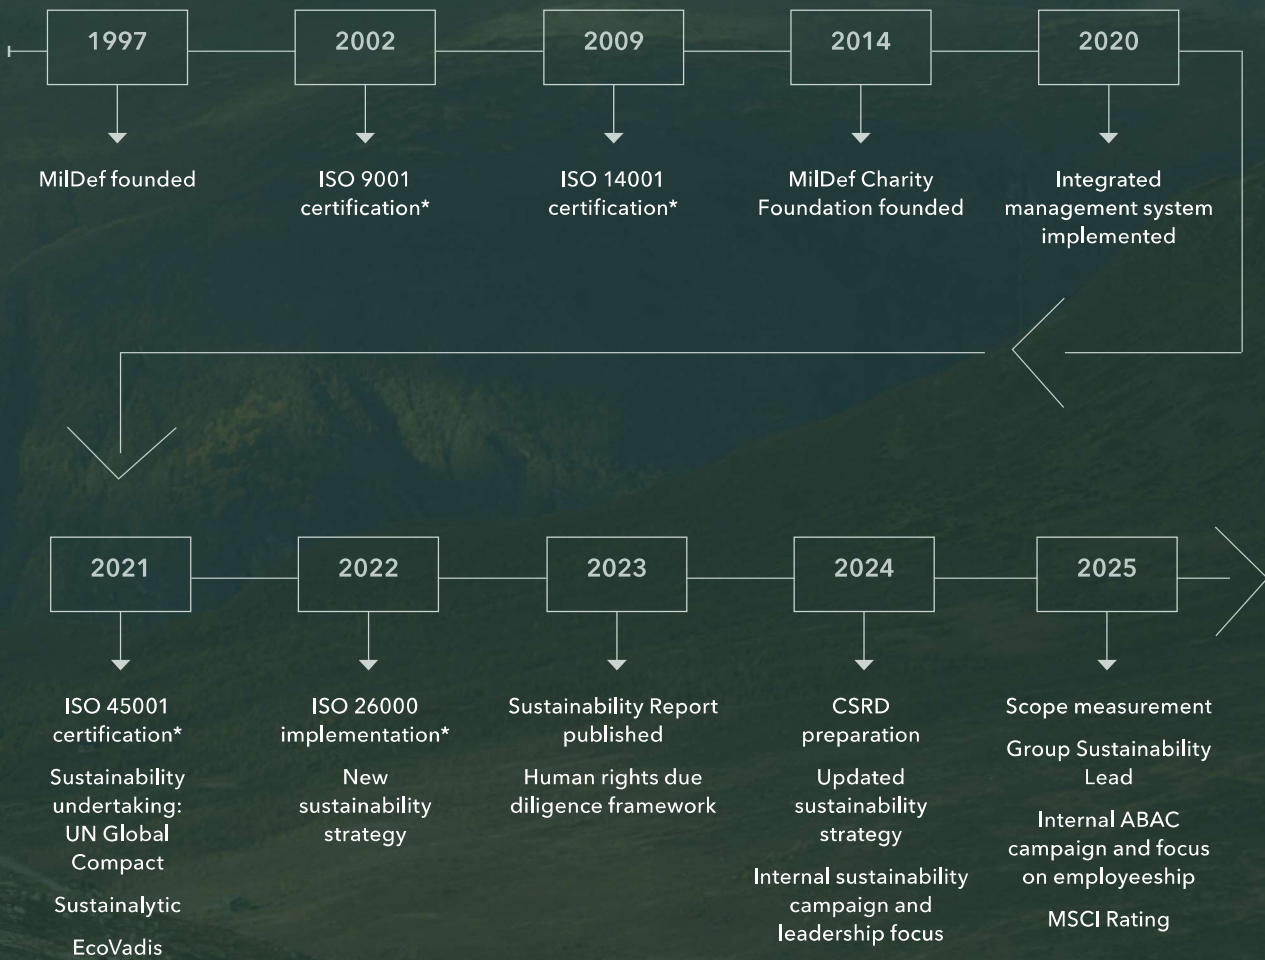 1997
2002
2009
2014
2020
MilDef founded
ISO 9001
certification*
ISO 14001
certification*
MilDef Charity
Foundation founded
Integrated
management system
implemented
2021
2022
2023
2024
2025
ISO 45001
certification*
Sustainability
undertaking:
UN Global
Compact
Sustainalytic
EcoVadis
ISO 26000
implementation*
New
sustainability
strategy
Sustainability Report
published
Human rights due
diligence framework
CSRD
preparation
Updated
sustainability
strategy
Internal sustainability
campaign and
leadership focus
Scope measurement
Group Sustainability
Lead
Internal ABAC
campaign and focus
on employeeship
MSCI Rating